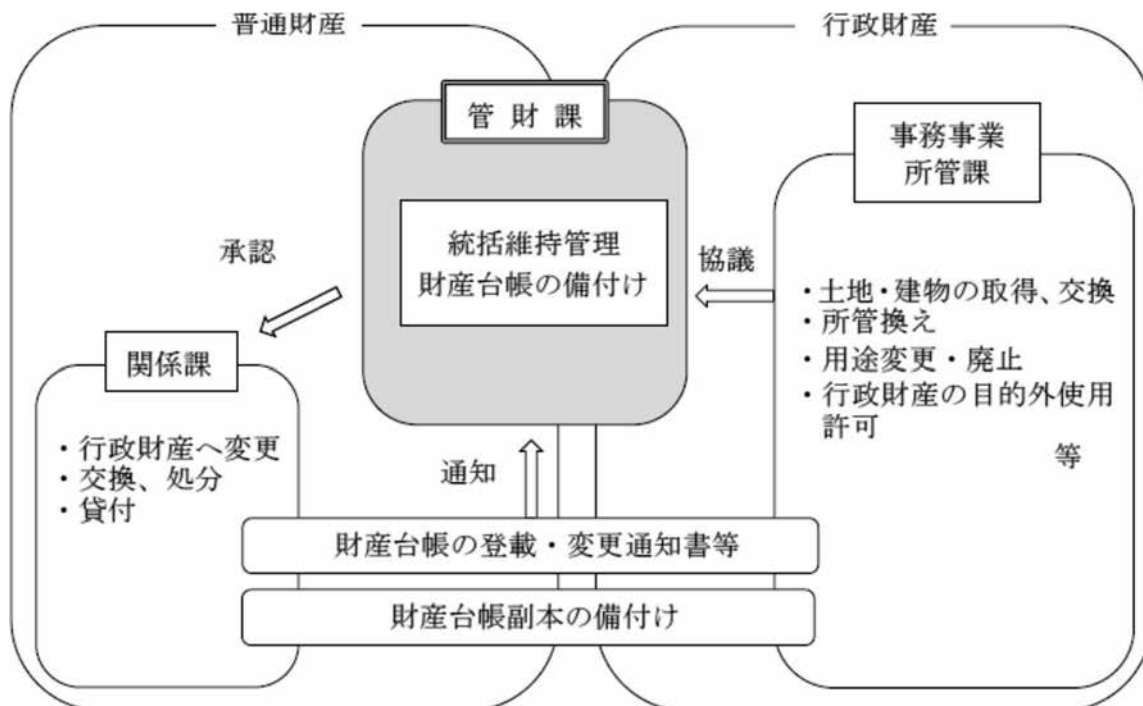 普通財産
行政財産
管財課
事務事業
所管課
統括維持管理
財産台帳の備付け
承認
協議
・土地・建物の取得、交換
・所管換え
・用途変更・廃止
・行政財産の目的外使用
許可
等
関係課
・行政財産へ変更
・交換、処分
・貸付
通知
財産台帳の登載・変更通知書等
財産台帳副本の備付け